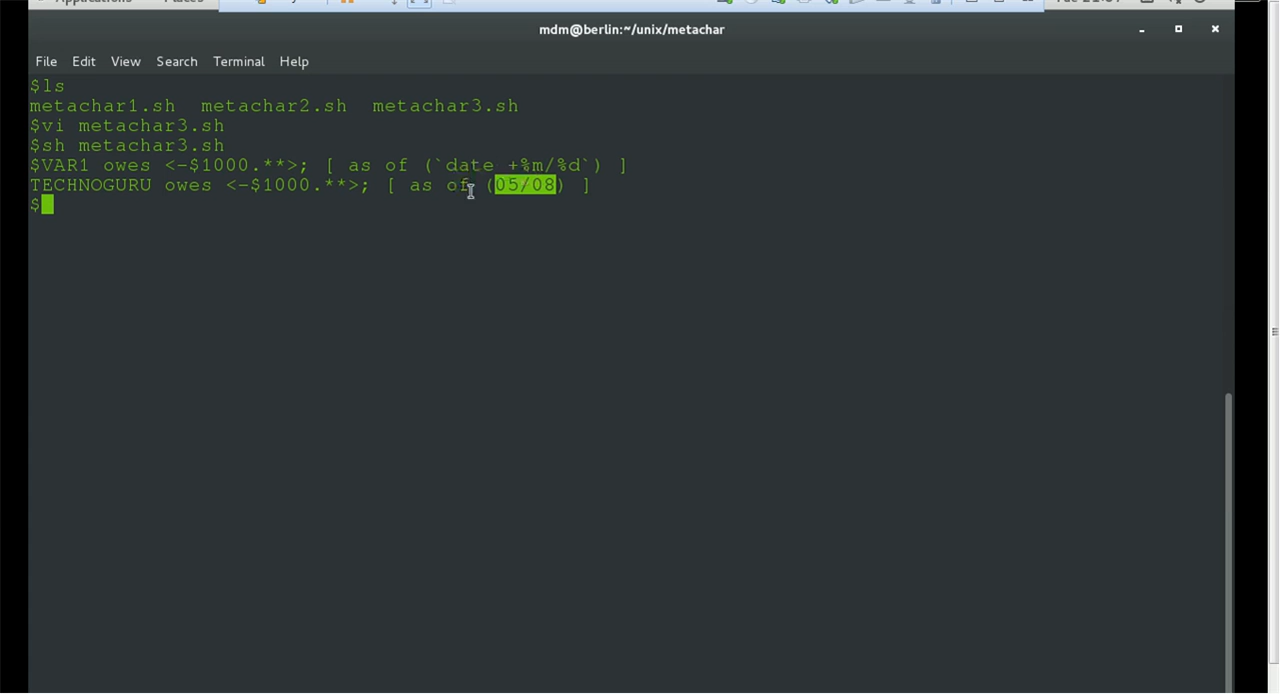 mdm@berlin:~/unix/metachar
File Edit View Search Terminal Help
$ls
metachar1.sh metachar2.sh metachar3.sh
$vi metachar3.sh
$sh metachar3.sh
$VAR1 owes <-$1000.**>; [ as of (`date +%m/%d`) ]
TECHNOGURU owes <-$1000.**>; [ as of (05/08) ]
$